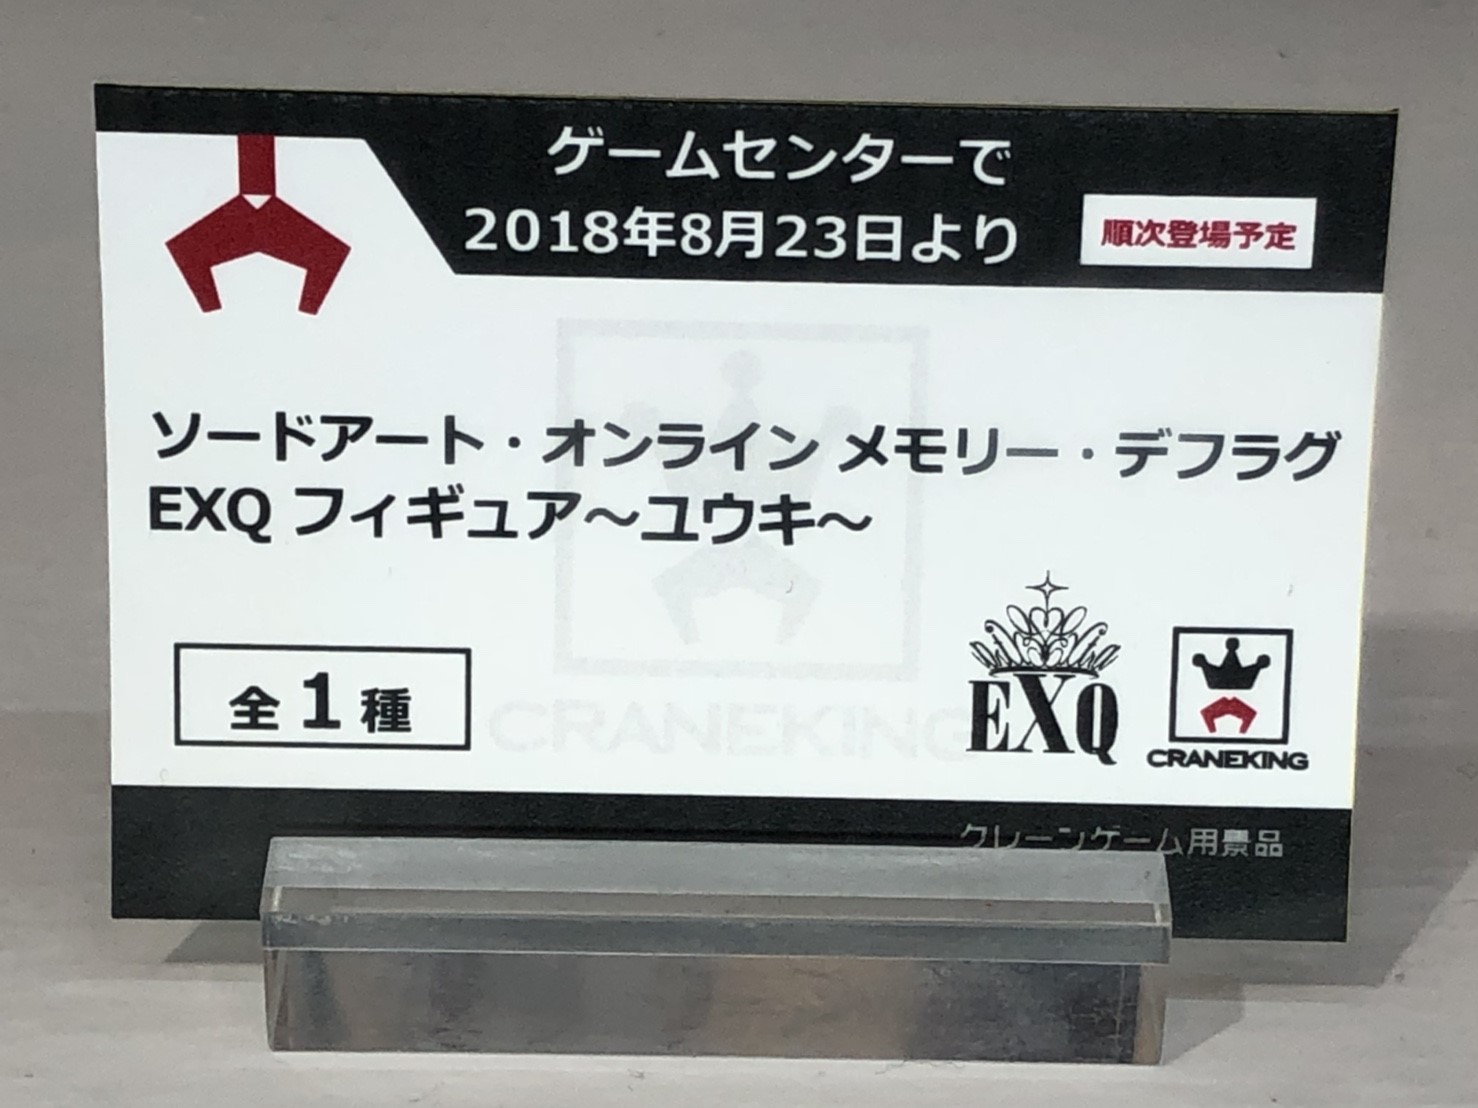 ゲームセンターで
2018年8月23日より
順次登場予定
ソードアート・オンライン メモリー・デフラグ
EXQ フィギュア～ユウキ～
全1種
EXQ
CRANEKING
CRANEKING
クレーンゲーム用景品